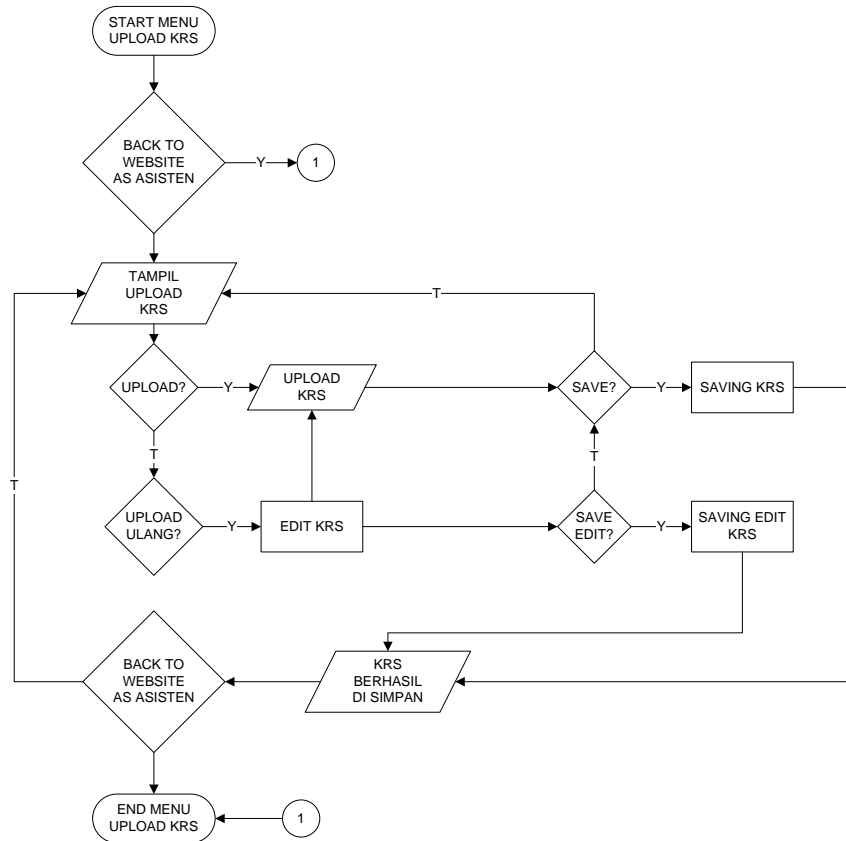 START MENU
UPLOAD KRS
BACK TO
WEBSITE
AS ASISTEN
Y
1
TAMPIL
UPLOAD
KRS
T
UPLOAD?
Y
UPLOAD
KRS
SAVE?
Y
SAVING KRS
T
T
T
UPLOAD
ULANG?
Y
EDIT KRS
SAVE
EDIT?
Y
SAVING EDIT
KRS
BACK TO
WEBSITE
AS ASISTEN
KRS
BERHASIL
DI SIMPAN
END MENU
UPLOAD KRS
1